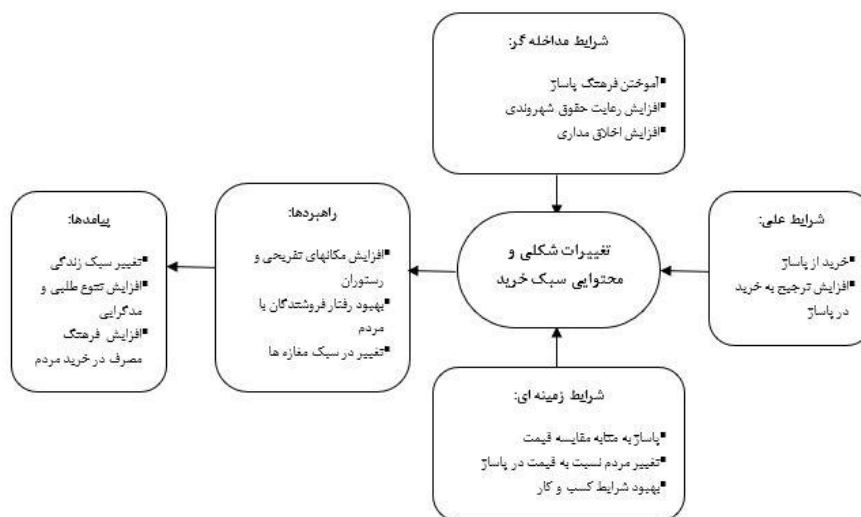 شرایط مداخله گر:
▪آموختن فرهنگ پاساژ
▪افزایش رعایت حقوق شهروندی
▪افزایش اخلاق مداری
شرایط علی:
▪خرید از پاساژ
▪افزایش ترجیح به خرید
در پاساژ
تغییرات شکلی و
محتوایی سبک خرید
راهبردها:
▪افزایش مکانهای تفریحی و
رستوران
▪بهبود رفتار فروشندگان با
مردم
▪تغییر در سبک مغازه ها
پیامدها:
▪تغییر سبک زندگی
▪افزایش تنوع طلبی و
مدگرایی
▪افزایش فرهنگ
مصرف در خرید مردم
شرایط زمینه ای:
▪پاساژ به مثابه مقایسه قیمت
▪تغییر مردم نسبت به قیمت در پاساژ
▪بهبود شرایط کسب و کار